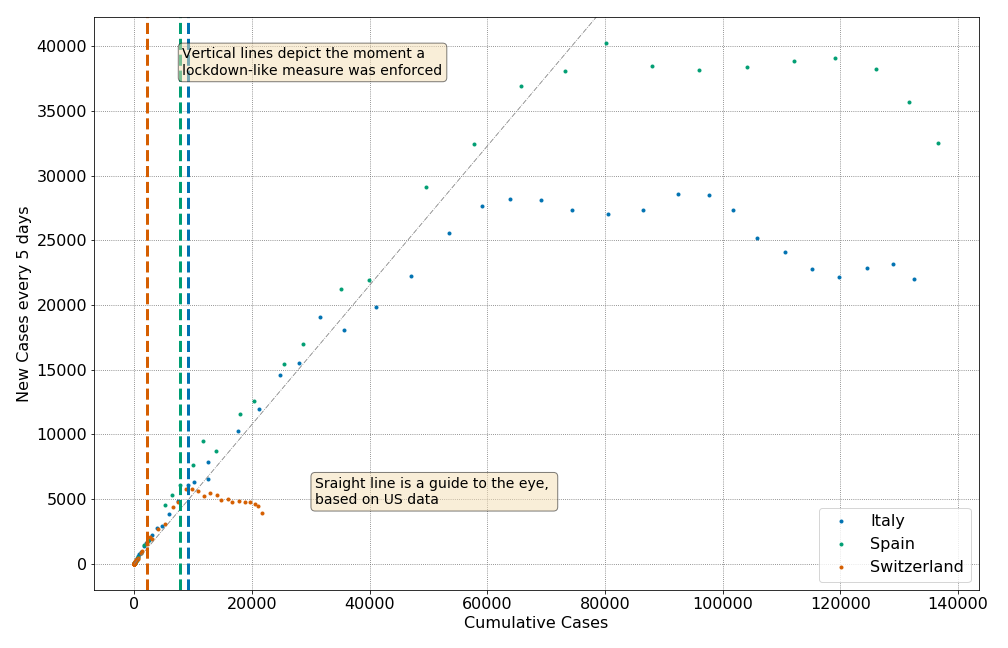 40000
35000
30000
25000
20000
15000
10000
5000
0
New Cases every 5 days
Vertical lines depict the moment a
lockdown-like measure was enforced
Sraight line is a guide to the eye,
based on US data
Italy
Spain
Switzerland
0 20000 40000 60000 80000 100000 120000 140000
Cumulative Cases